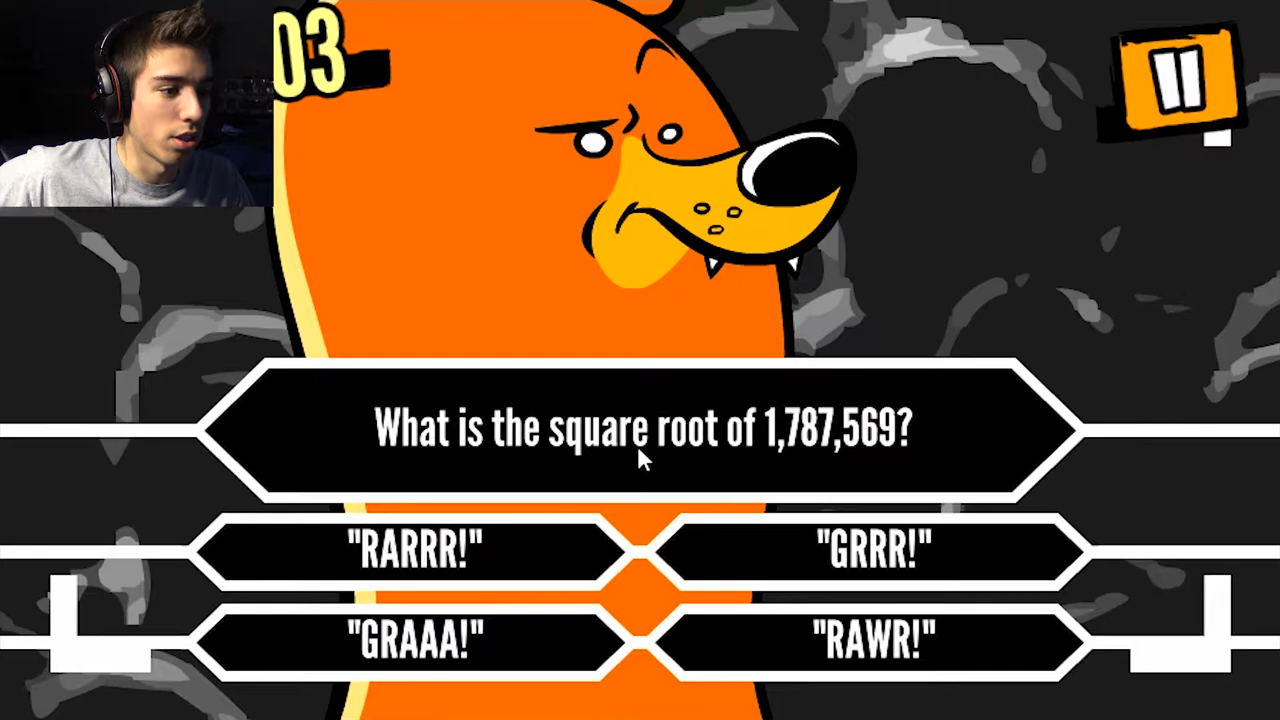 03
What is the square root of 1,787,569?
"RARRR!"
"GRRR!"
"GRAAA!"
"RAWR!"